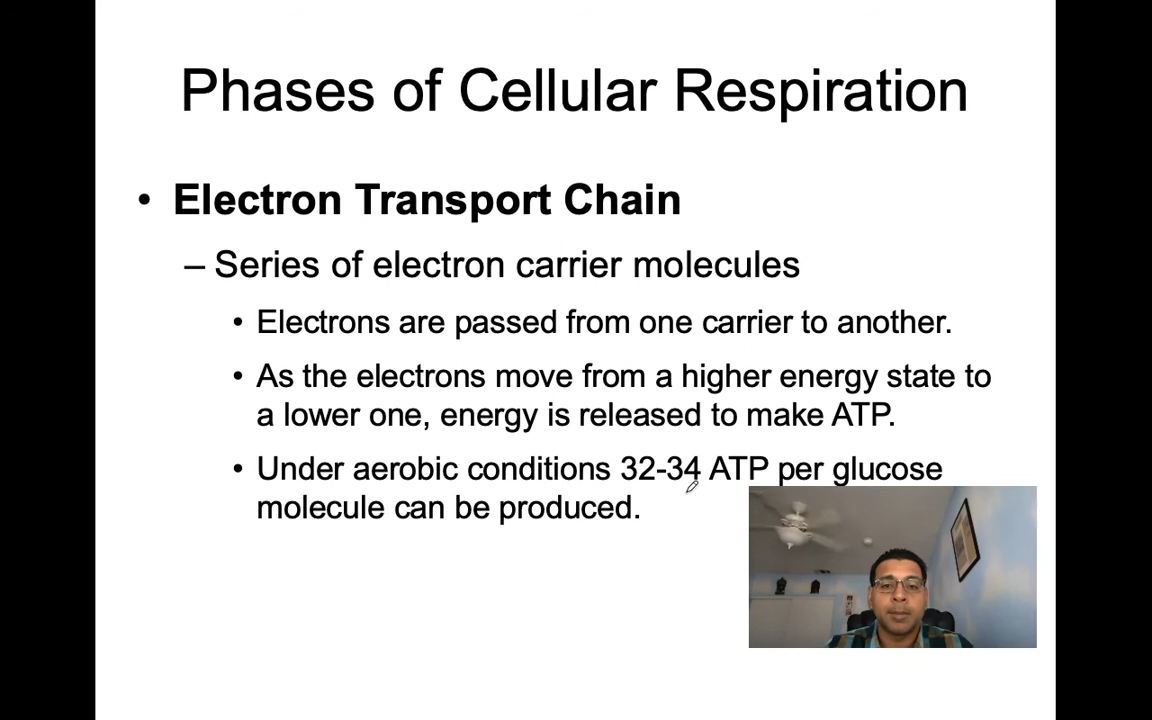 Phases of Cellular Respiration
• Electron Transport Chain
– Series of electron carrier molecules
• Electrons are passed from one carrier to another.
• As the electrons move from a higher energy state to
a lower one, energy is released to make ATP.
• Under aerobic conditions 32-34 ATP per glucose
molecule can be produced.